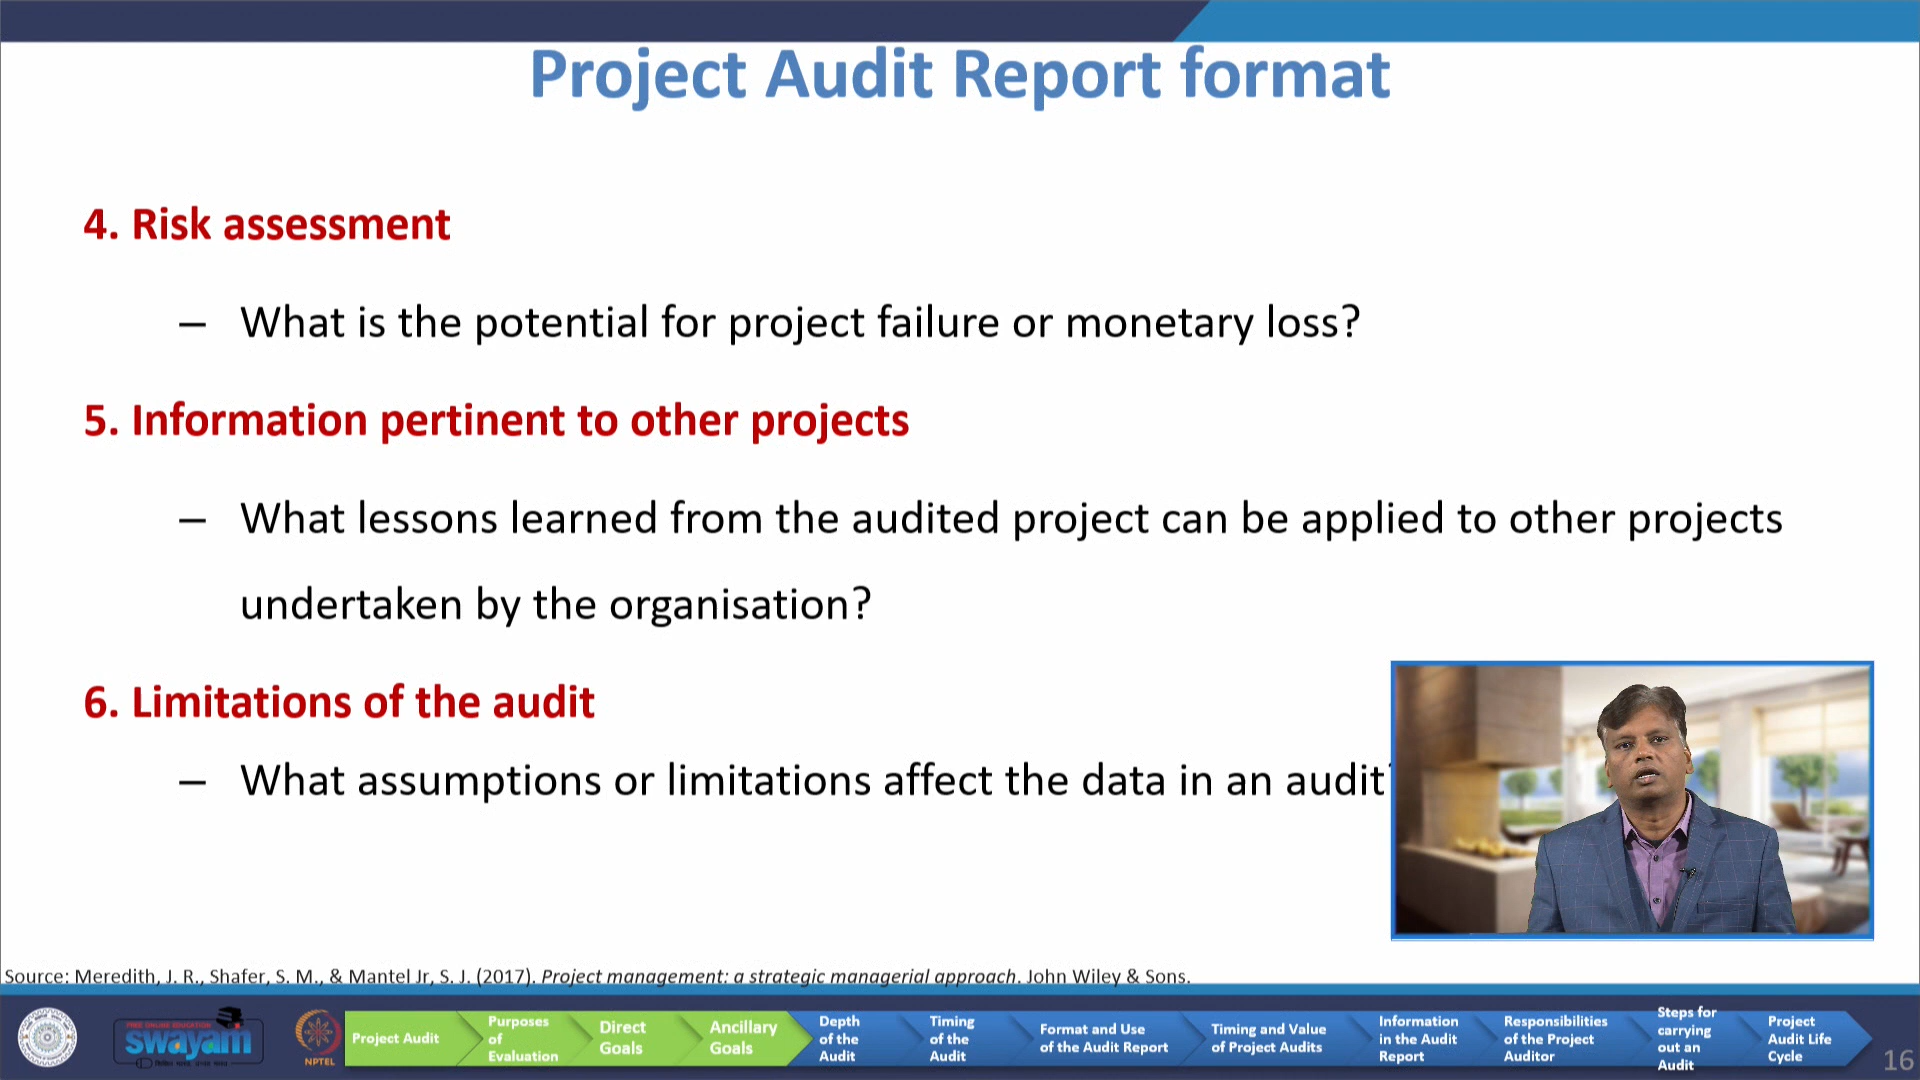 Project Audit Report format
4. Risk assessment
– What is the potential for project failure or monetary loss?
5. Information pertinent to other projects
– What lessons learned from the audited project can be applied to other projects
undertaken by the organisation?
6. Limitations of the audit
– What assumptions or limitations affect the data in an audit?
Source: Meredith, J. R., Shafer, S. M., & Mantel Jr, S. J. (2017). Project management: a strategic managerial approach. John Wiley & Sons.
FREE ONLINE EDUCATION
swayam
NPTEL
Project Audit
Purposes
of
Evaluation
Direct
Goals
Ancillary
Goals
Depth
of the
Audit
Timing
of the
Audit
Format and Use
of the Audit Report
Timing and Value
of Project Audits
Information
in the Audit
Report
Responsibilities
of the Project
Auditor
Steps for
carrying
out an
Audit
Project
Audit Life
Cycle
16